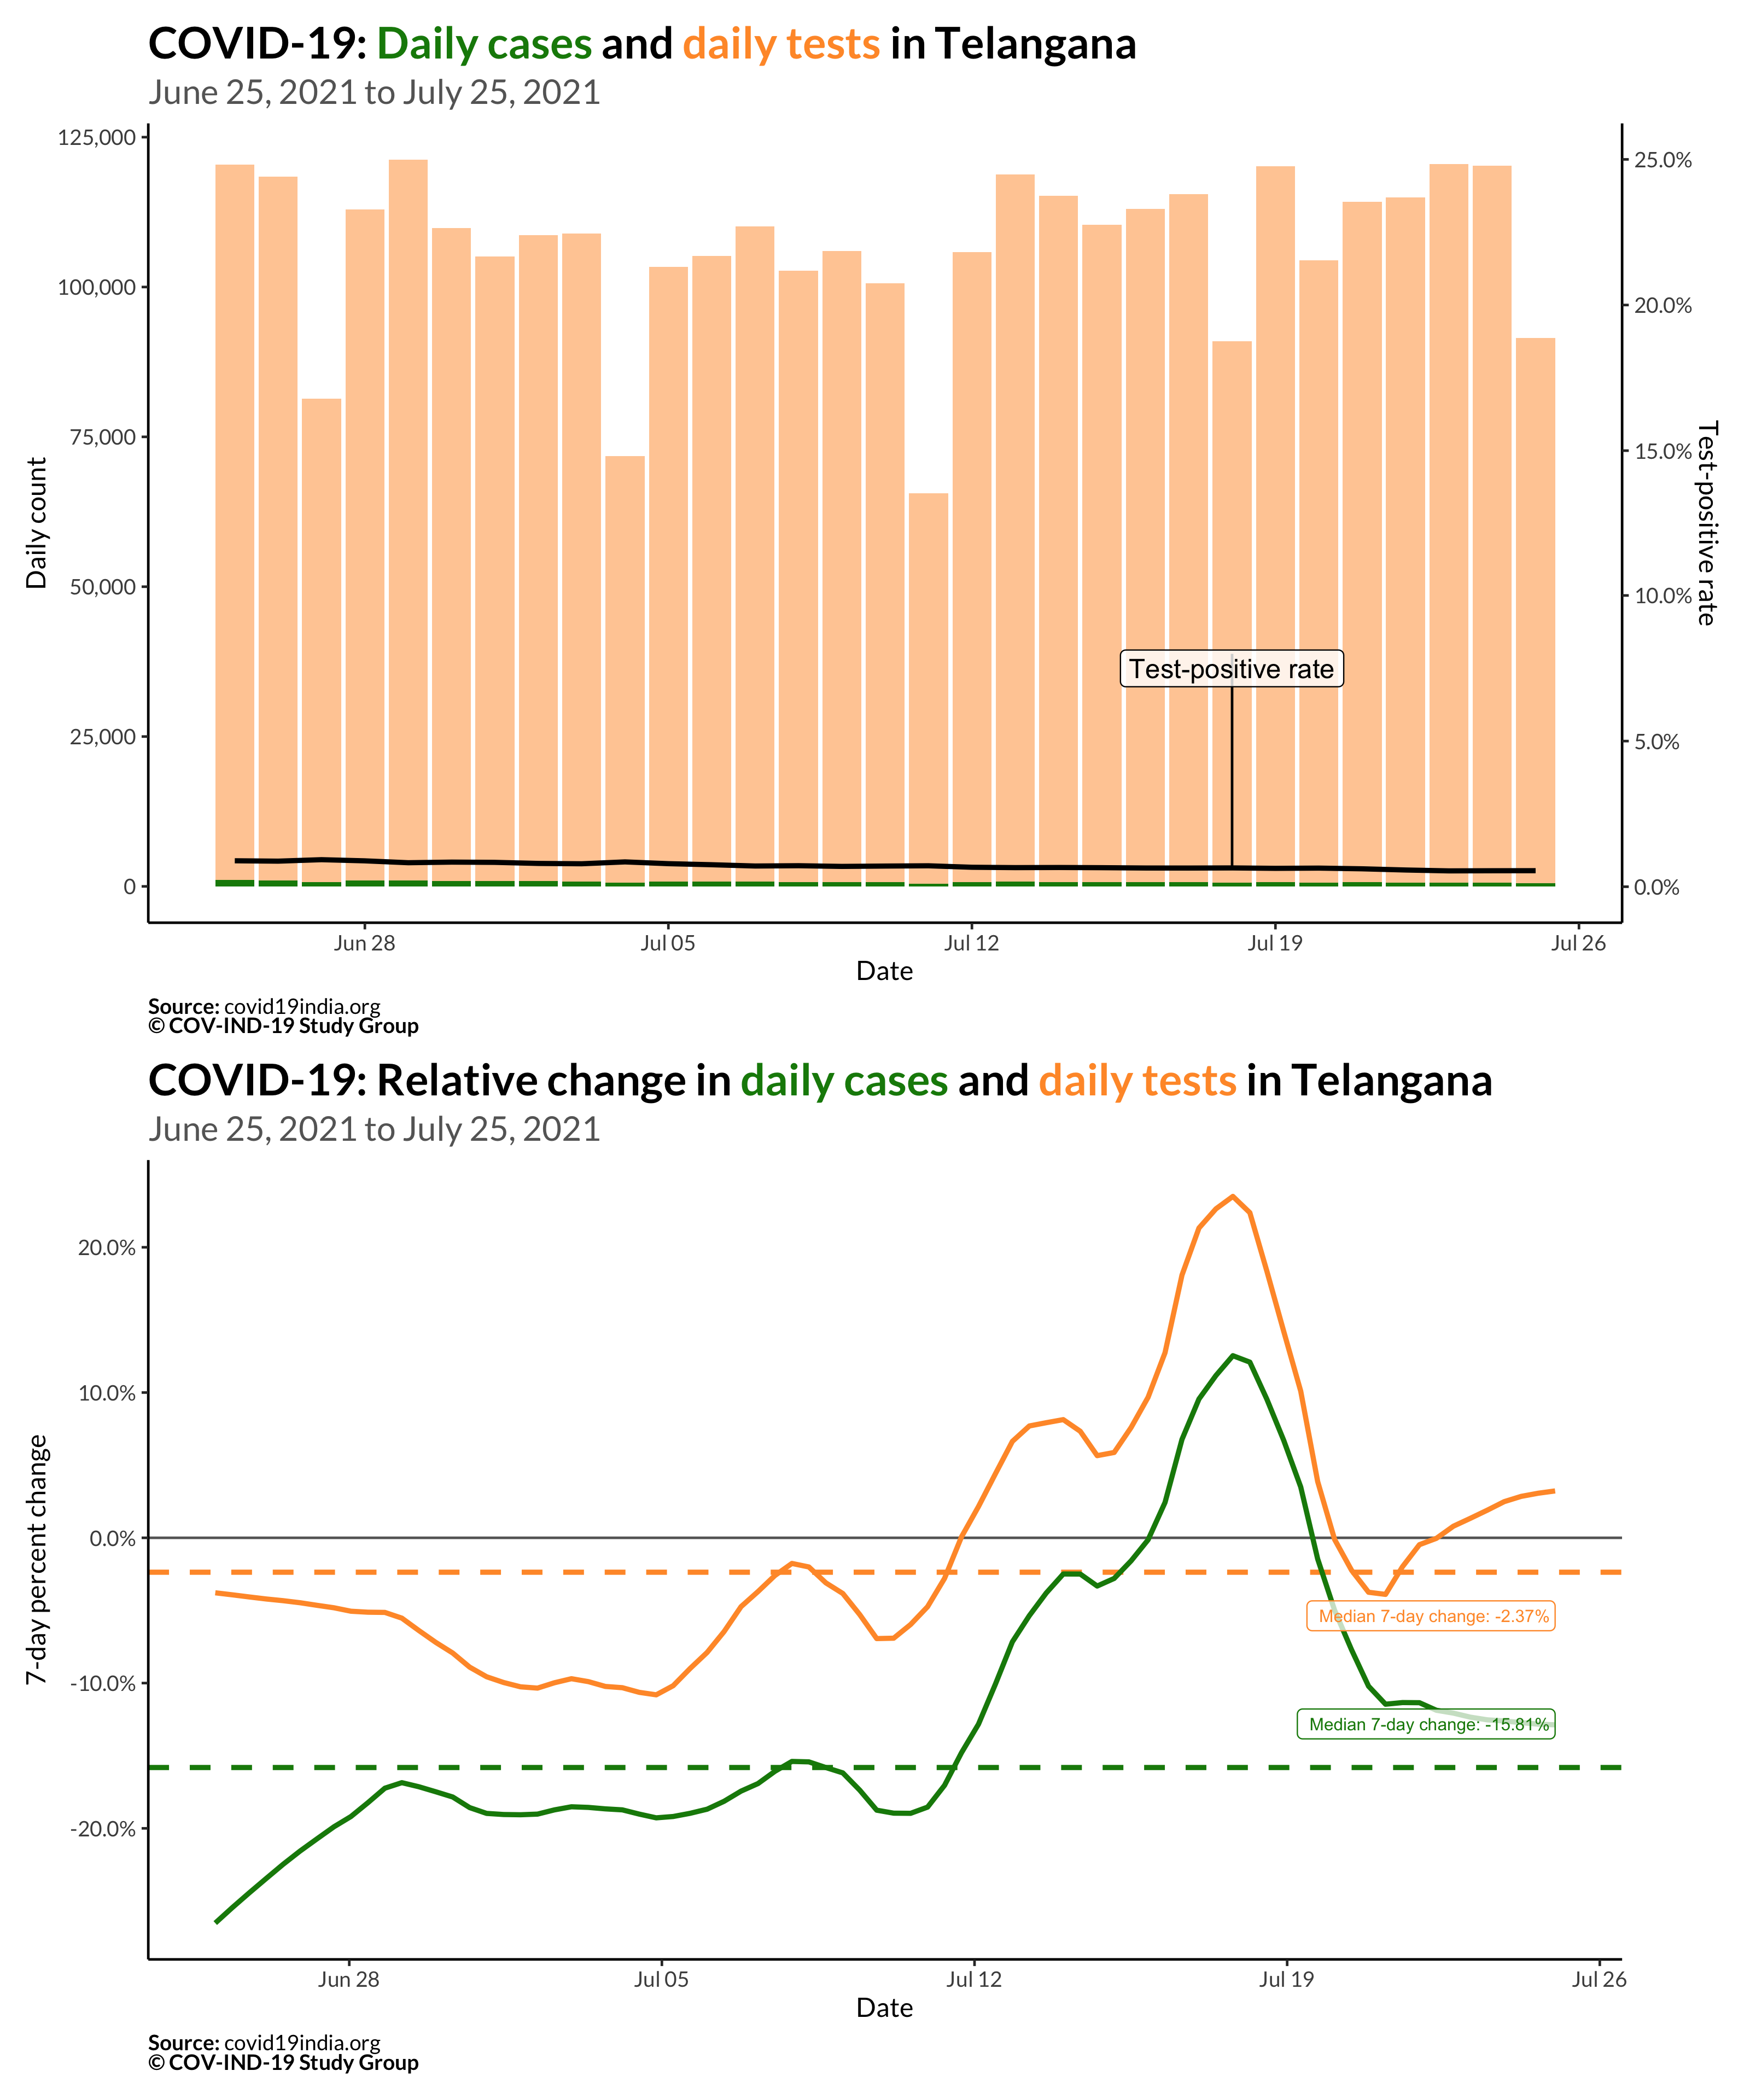 COVID-19: Daily cases and daily tests in Telangana
June 25, 2021 to July 25, 2021
125,000
100,000
75,000
50,000
25,000
0
Daily count
25.0%
20.0%
15.0%
10.0%
5.0%
0.0%
Test-positive rate
Test-positive rate
Jun 28
Jul 05
Jul 12
Jul 19
Jul 26
Date
Source: covid19india.org
© COV-IND-19 Study Group
COVID-19: Relative change in daily cases and daily tests in Telangana
June 25, 2021 to July 25, 2021
20.0%
10.0%
0.0%
-10.0%
-20.0%
7-day percent change
Median 7-day change: -2.37%
Median 7-day change: -15.81%
Jun 28
Jul 05
Jul 12
Jul 19
Jul 26
Date
Source: covid19india.org
© COV-IND-19 Study Group